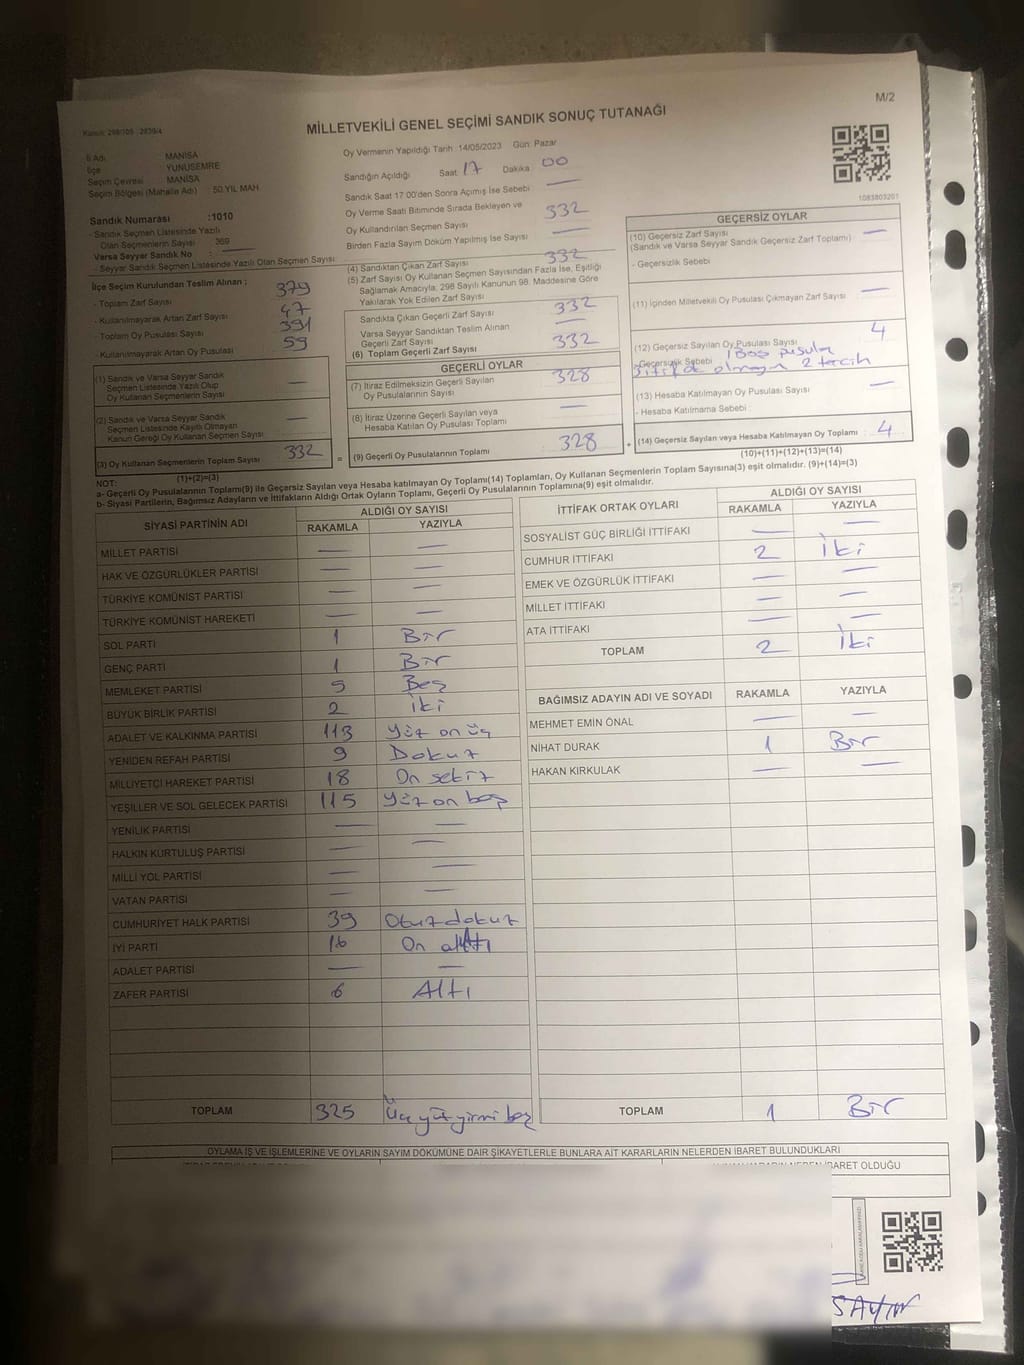 M/2
Kanun: 298/105 - 2839/4
MİLLETVEKİLİ GENEL SEÇİMİ SANDIK SONUÇ TUTANAĞI
İl Adı MANİSA
İlçe YUNUSEMRE
Seçim Çevresi MANİSA
Seçim Bölgesi (Mahalle Adı) : 50.YIL MAH
Sandık Numarası :1010
- Sandık Seçmen Listesinde Yazılı
Olan Seçmenlerin Sayısı 369
Varsa Seyyar Sandık No :
- Seyyar Sandık Seçmen Listesinde Yazılı Olan Seçmen Sayısı:
Oy Vermenin Yapıldığı Tarih :14/05/2023 Gün: Pazar
Sandığın Açıldığı Saat 17 Dakika 00
Sandık Saat 17.00'den Sonra Açımış İse Sebebi —
Oy Verme Saati Bitiminde Sırada Bekleyen ve
Oy Kullandırılan Seçmen Sayısı 332
Birden Fazla Sayım Döküm Yapılmış İse Sayısı —
1083803201
İlçe Seçim Kurulundan Teslim Alınan ;
- Toplam Zarf Sayısı 379
- Kullanılmayarak Artan Zarf Sayısı 47
- Toplam Oy Pusulası Sayısı 391
- Kullanılmayarak Artan Oy Pusulası 59
(1) Sandık ve Varsa Seyyar Sandık
Seçmen Listesinde Yazılı Olup
Oy Kullanan Seçmenlerin Sayısı —
(2) Sandık ve Varsa Seyyar Sandık
Seçmen Listesinde Kayıtlı Olmayan
Kanun Gereği Oy Kullanan Seçmen Sayısı —
(3) Oy Kullanan Seçmenlerin Toplam Sayısı 332
(1)+(2)=(3)
(4) Sandıktan Çıkan Zarf Sayısı 332
(5) Zarf Sayısı Oy Kullanan Seçmen Sayısından Fazla İse, Eşitliği
Sağlamak Amacıyla; 298 Sayılı Kanunun 98. Maddesine Göre
Yakılarak Yok Edilen Zarf Sayısı
Sandıkta Çıkan Geçerli Zarf Sayısı 332
Varsa Seyyar Sandıktan Teslim Alınan
Geçerli Zarf Sayısı —
(6) Toplam Geçerli Zarf Sayısı 332
GEÇERLİ OYLAR
(7) İtiraz Edilmeksizin Geçerli Sayılan
Oy Pusulalarının Sayısı 328
(8) İtiraz Üzerine Geçerli Sayılan veya
Hesaba Katılan Oy Pusulası Toplamı —
(9) Geçerli Oy Pusulalarının Toplamı 328
GEÇERSİZ OYLAR
(10) Geçersiz Zarf Sayısı —
(Sandık ve Varsa Seyyar Sandık Geçersiz Zarf Toplamı)
- Geçersizlik Sebebi
(11) İçinden Milletvekili Oy Pusulası Çıkmayan Zarf Sayısı —
(12) Geçersiz Sayılan Oy Pusulası Sayısı 4
- Geçersizlik Sebebi 1 Boş pusula
olmayan 2 tercih
(13) Hesaba Katılmayan Oy Pusulası Sayısı —
- Hesaba Katılmama Sebebi :
(14) Geçersiz Sayılan veya Hesaba Katılmayan Oy Toplamı 4
(10)+(11)+(12)+(13)=(14)
NOT:
a- Geçerli Oy Pusulalarının Toplamı(9) ile Geçersiz Sayılan veya Hesaba katılmayan Oy Toplamı(14) Toplamları, Oy Kullanan Seçmenlerin Toplam Sayısına(3) eşit olmalıdır. (9)+(14)=(3)
b- Siyasi Partilerin, Bağımsız Adayların ve İttifakların Aldığı Ortak Oyların Toplamı, Geçerli Oy Pusulalarının Toplamına(9) eşit olmalıdır.
SİYASİ PARTİNİN ADI ALDIĞI OY SAYISI
RAKAMLA YAZIYLA
MİLLET PARTİSİ — —
HAK VE ÖZGÜRLÜKLER PARTİSİ — —
TÜRKİYE KOMÜNİST PARTİSİ — —
TÜRKİYE KOMÜNİST HAREKETİ — —
SOL PARTİ 1 Bir
GENÇ PARTİ 1 Bir
MEMLEKET PARTİSİ 5 Beş
BÜYÜK BİRLİK PARTİSİ 2 iki
ADALET VE KALKINMA PARTİSİ 113 Yüz on üç
YENİDEN REFAH PARTİSİ 9 Dokuz
MİLLİYETÇİ HAREKET PARTİSİ 18 On sekiz
YEŞİLLER VE SOL GELECEK PARTİSİ 115 Yüz on beş
YENİLİK PARTİSİ — —
HALKIN KURTULUŞ PARTİSİ — —
MİLLİ YOL PARTİSİ — —
VATAN PARTİSİ — —
CUMHURİYET HALK PARTİSİ 39 Otuz dokuz
İYİ PARTİ 16 On altı
ADALET PARTİSİ — —
ZAFER PARTİSİ 6 Altı
TOPLAM 325 Üç yüz yirmi beş
İTTİFAK ORTAK OYLARI ALDIĞI OY SAYISI
RAKAMLA YAZIYLA
SOSYALİST GÜÇ BİRLİĞİ İTTİFAKI — —
CUMHUR İTTİFAKI 2 İki
EMEK VE ÖZGÜRLÜK İTTİFAKI — —
MİLLET İTTİFAKI — —
ATA İTTİFAKI — —
TOPLAM 2 İki
BAĞIMSIZ ADAYIN ADI VE SOYADI RAKAMLA YAZIYLA
MEHMET EMİN ÖNAL — —
NİHAT DURAK 1 Bir
HAKAN KIRKULAK — —
TOPLAM 1 Bir
OYLAMA İŞ VE İŞLEMLERİNE VE OYLARIN SAYIM DÖKÜMÜNE DAİR ŞİKAYETLERLE BUNLARA AİT KARARLARIN NELERDEN İBARET BULUNDUKLARI
İBARET OLDUĞU